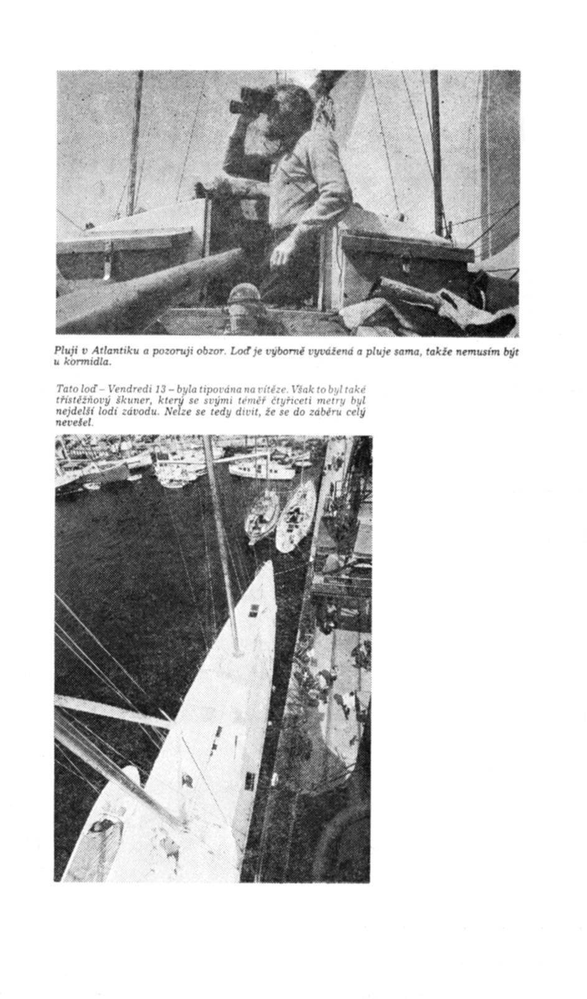 Pluji v Atlantiku a pozoruji obzor. Loď je výborně vyvážená a pluje sama, takže nemusím být
u kormidla.
Tato loď – Vendredi 13 – byla tipována na vítěze. Však to byl také
třístěžňový škuner, který se svými téměř čtyřiceti metry byl
nejdelší lodí závodu. Nelze se tedy divit, že se do záběru celý
nevešel.